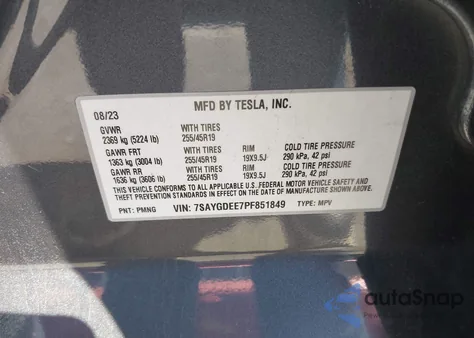 MFD BY TESLA, INC.
08/23
GVWR WITH TIRES
2369 kg (5224 lb) 255/45R19
GAWR FRT WITH TIRES RIM COLD TIRE PRESSURE
1363 kg (3004 lb) 255/45R19 19X9.5J 290 kPa, 42 psi
GAWR RR WITH TIRES RIM COLD TIRE PRESSURE
1636 kg (3606 lb) 255/45R19 19X9.5J 290 kPa, 42 psi
THIS VEHICLE CONFORMS TO ALL APPLICABLE FEDERAL MOTOR VEHICLE SAFETY AND
THEFT PREVENTION STANDARDS IN EFFECT ON THE DATE OF MANUFACTURE SHOWN ABOVE.
PNT: PMNG VIN: 7SAYGDEE7PF851849 TYPE: MPV
autoSnap